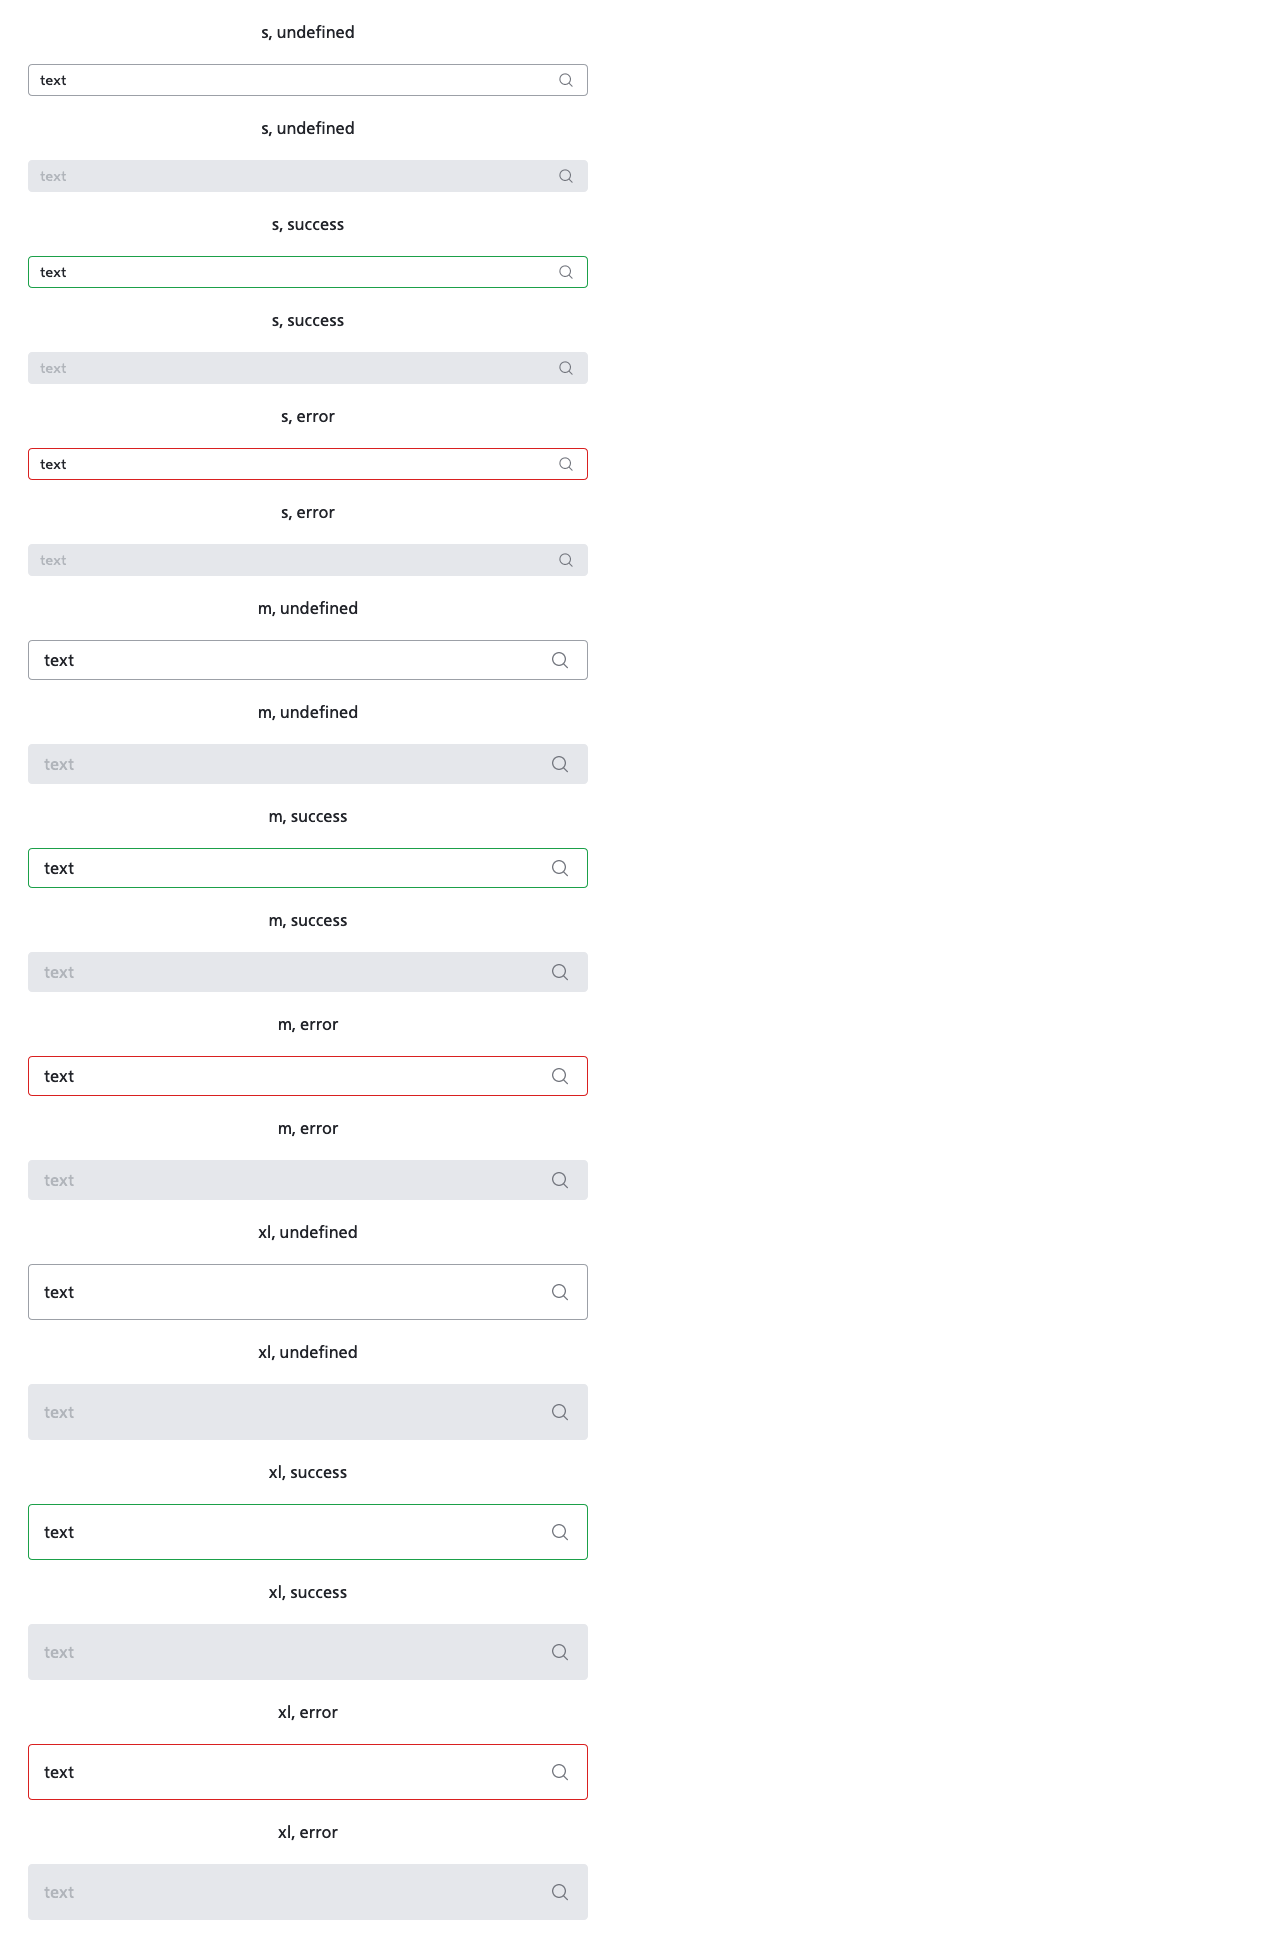 s, undefined
text
s, undefined
text
s, success
text
s, success
text
s, error
text
s, error
text
m, undefined
text
m, undefined
text
m, success
text
m, success
text
m, error
text
m, error
text
xl, undefined
text
xl, undefined
text
xl, success
text
xl, success
text
xl, error
text
xl, error
text